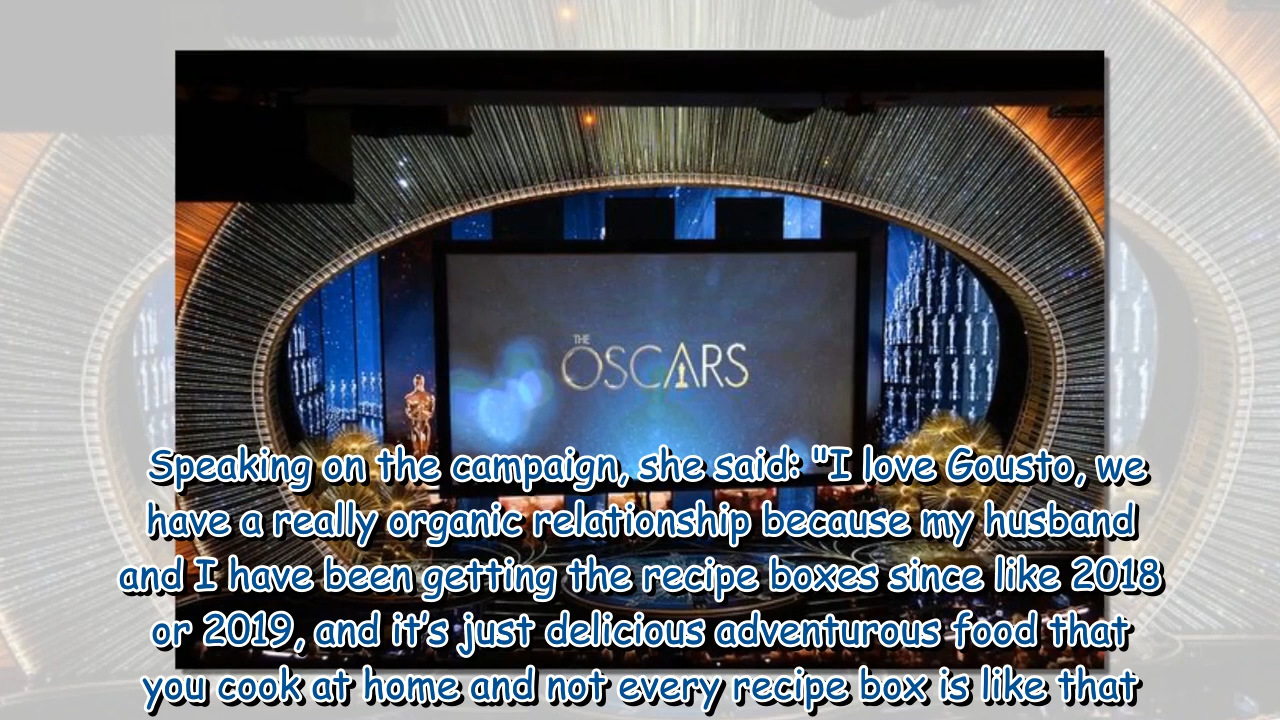 THE
OSCARS
Speaking on the campaign, she said: "I love Gousto, we
have a really organic relationship because my husband
and I have been getting the recipe boxes since like 2018
or 2019, and it's just delicious adventurous food that
you cook at home and not every recipe box is like that